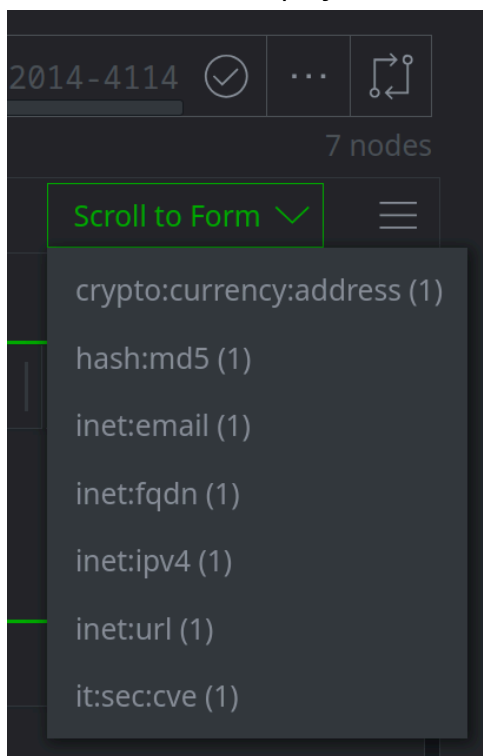 2014-4114 ...
7 nodes
Scroll to Form
crypto:currency:address (1)
hash:md5 (1)
inet:email (1)
inet:fqdn (1)
inet:ipv4 (1)
inet:url (1)
it:sec:cve (1)